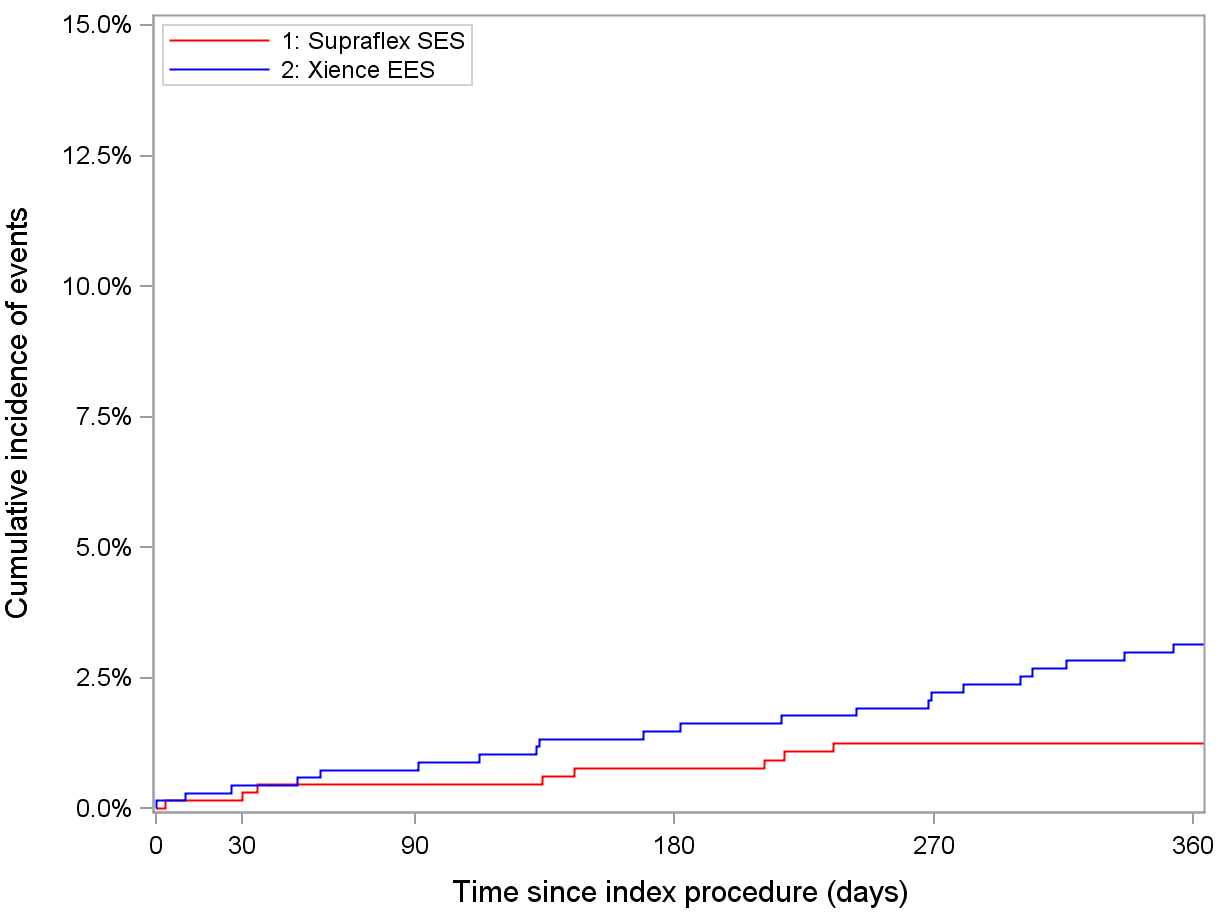 15.0%
1: Supraflex SES
2: Xience EES
12.5%
10.0%
7.5%
5.0%
2.5%
0.0%
Cumulative incidence of events
0 30 90 180 270 360
Time since index procedure (days)